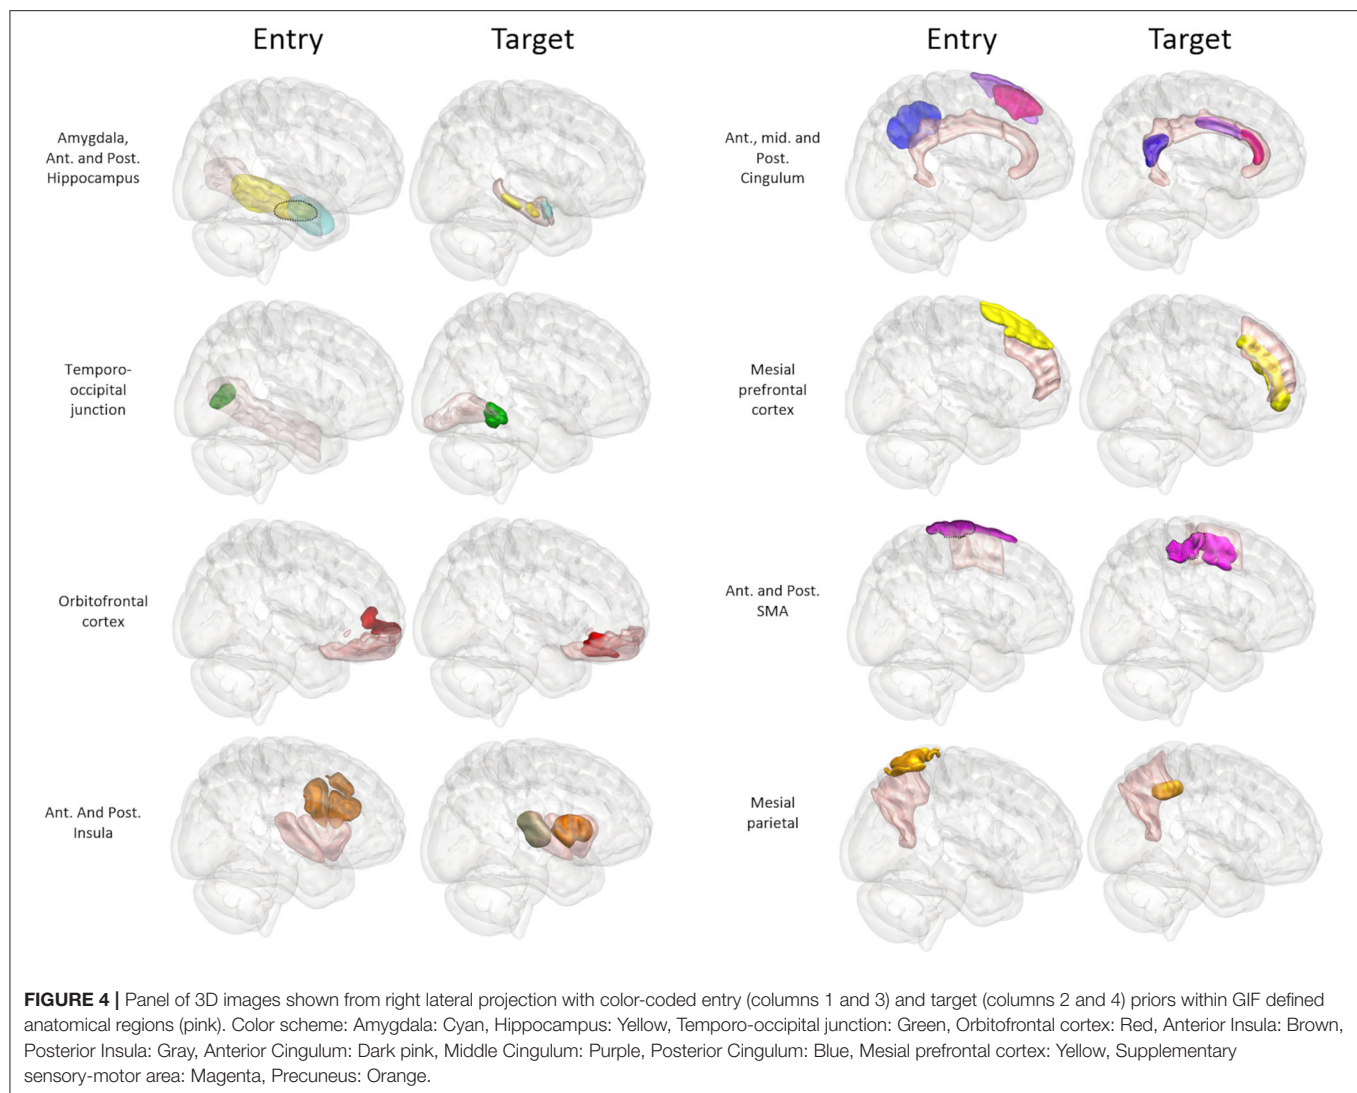 Entry
Target
Amygdala,
Ant. and Post.
Hippocampus
Temporo-
occipital
junction
Orbitofrontal
cortex
Ant. And Post.
Insula
Entry
Target
Ant., mid. and
Post.
Cingulum
Mesial
prefrontal
cortex
Ant. and Post.
SMA
Mesial
parietal
FIGURE 4 | Panel of 3D images shown from right lateral projection with color-coded entry (columns 1 and 3) and target (columns 2 and 4) priors within GIF defined
anatomical regions (pink). Color scheme: Amygdala: Cyan, Hippocampus: Yellow, Temporo-occipital junction: Green, Orbitofrontal cortex: Red, Anterior Insula: Brown,
Posterior Insula: Gray, Anterior Cingulum: Dark pink, Middle Cingulum: Purple, Posterior Cingulum: Blue, Mesial prefrontal cortex: Yellow, Supplementary
sensory-motor area: Magenta, Precuneus: Orange.